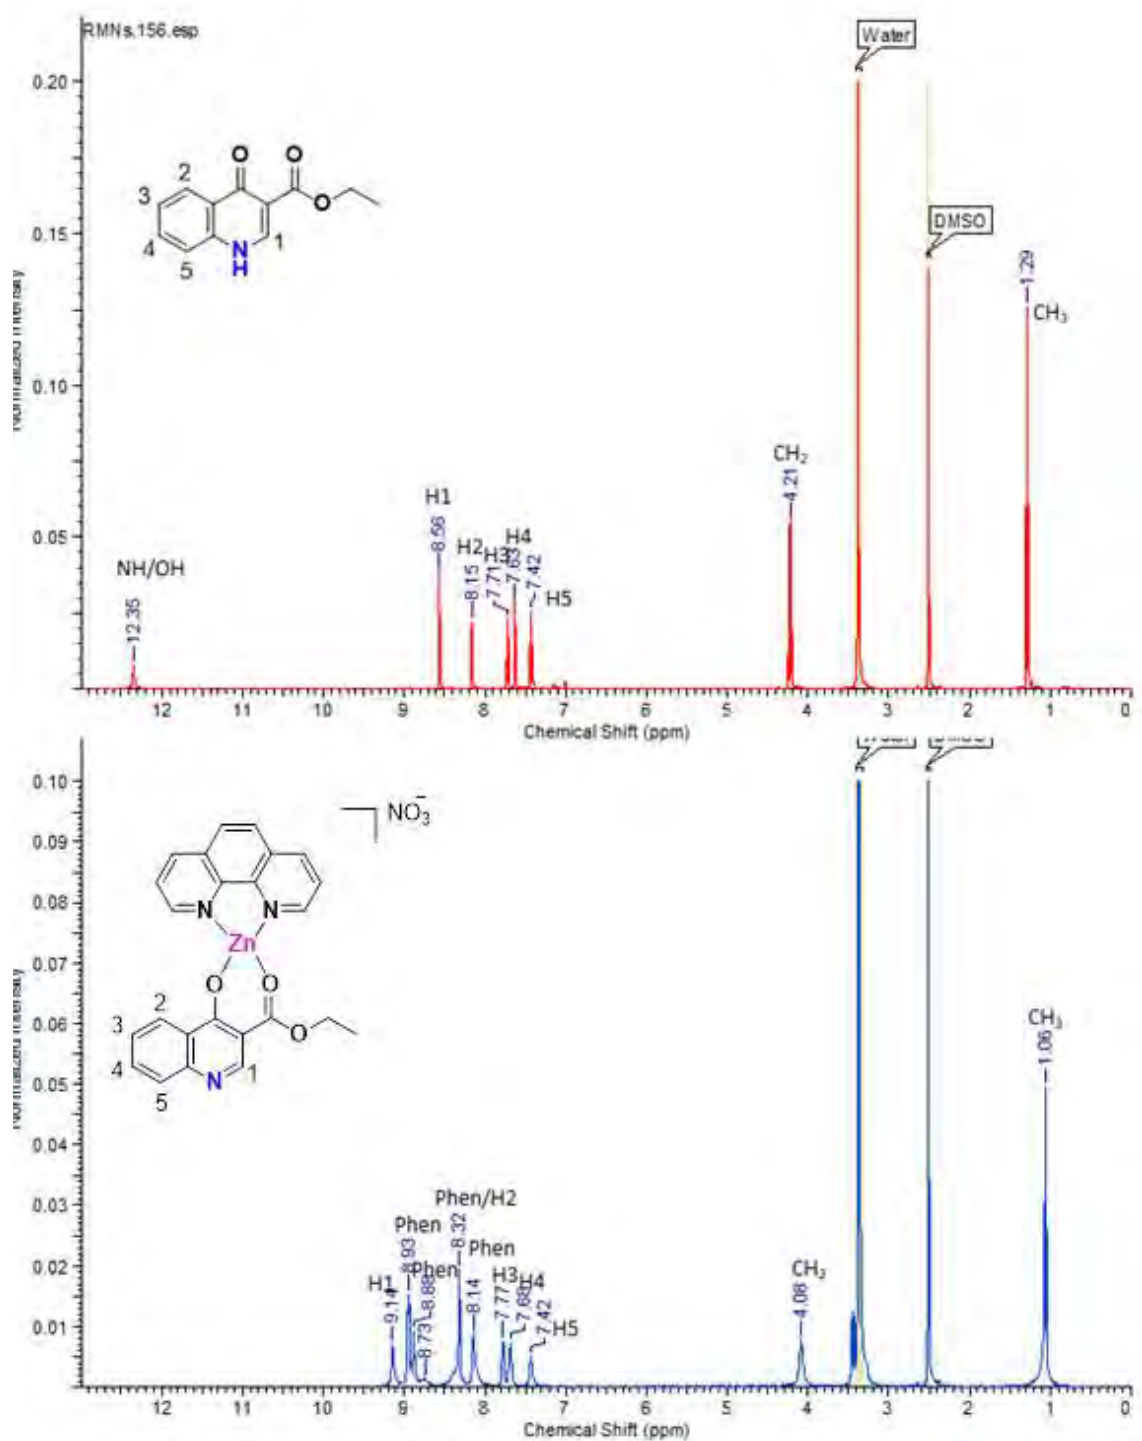 RMNs.156.esp
Water
0.20
O O
2
3
O
DMSO
4
1
N
5
H
0.15
1.29
CH₃
0.10
CH₂
4.21
H1
8.56
0.05
H2
8.15
H3
7.71
H4
7.63
7.42
H5
NH/OH
12.35
12 11 10 9 8 7 6 5 4 3 2 1 0
Chemical Shift (ppm)
0.10
NO₃⁻
0.09
0.08
N N
Zn
0.07
O O
2
3
O
0.06
4
1
N
5
CH₃
1.06
0.05
0.04
0.03
Phen/H2
8.32
Phen
8.93
Phen
8.88
Phen
8.14
0.02
H1
9.14
8.73
H3
7.77
H4
7.68
7.42
H5
CH₂
4.08
0.01
12 11 10 9 8 7 6 5 4 3 2 1 0
Chemical Shift (ppm)